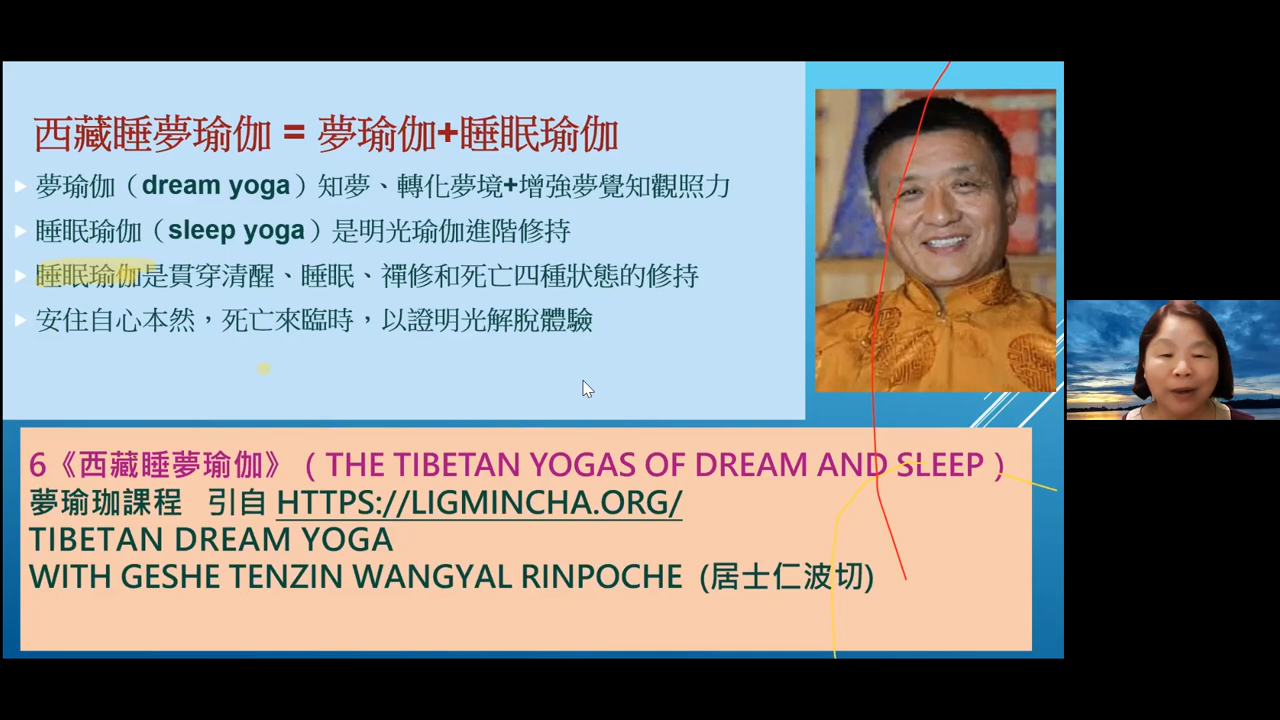 西藏睡夢瑜伽 = 夢瑜伽+睡眠瑜伽
夢瑜伽（dream yoga）知夢、轉化夢境+增強夢覺知觀照力
睡眠瑜伽（sleep yoga）是明光瑜伽進階修持
睡眠瑜伽是貫穿清醒、睡眠、禪修和死亡四種狀態的修持
安住自心本然，死亡來臨時，以證明光解脫體驗
6《西藏睡夢瑜伽》（THE TIBETAN YOGAS OF DREAM AND SLEEP）
夢瑜珈課程 引自 HTTPS://LIGMINCHA.ORG/
TIBETAN DREAM YOGA
WITH GESHE TENZIN WANGYAL RINPOCHE (居士仁波切)